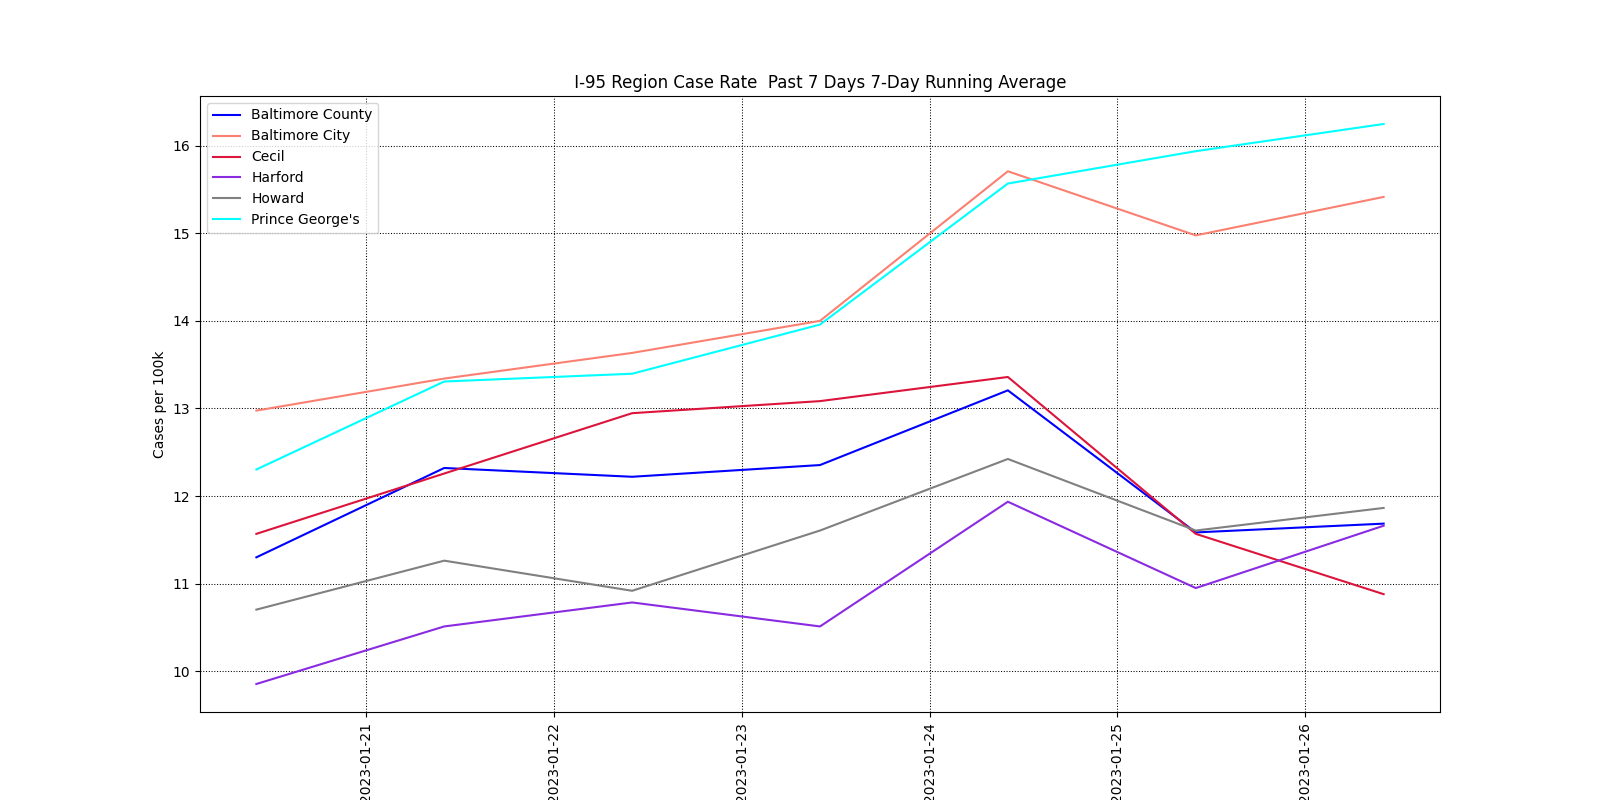 I-95 Region Case Rate  Past 7 Days 7-Day Running Average
Baltimore County
Baltimore City
Cecil
Harford
Howard
Prince George's
16
15
14
13
12
11
10
Cases per 100k
2023-01-21
2023-01-22
2023-01-23
2023-01-24
2023-01-25
2023-01-26